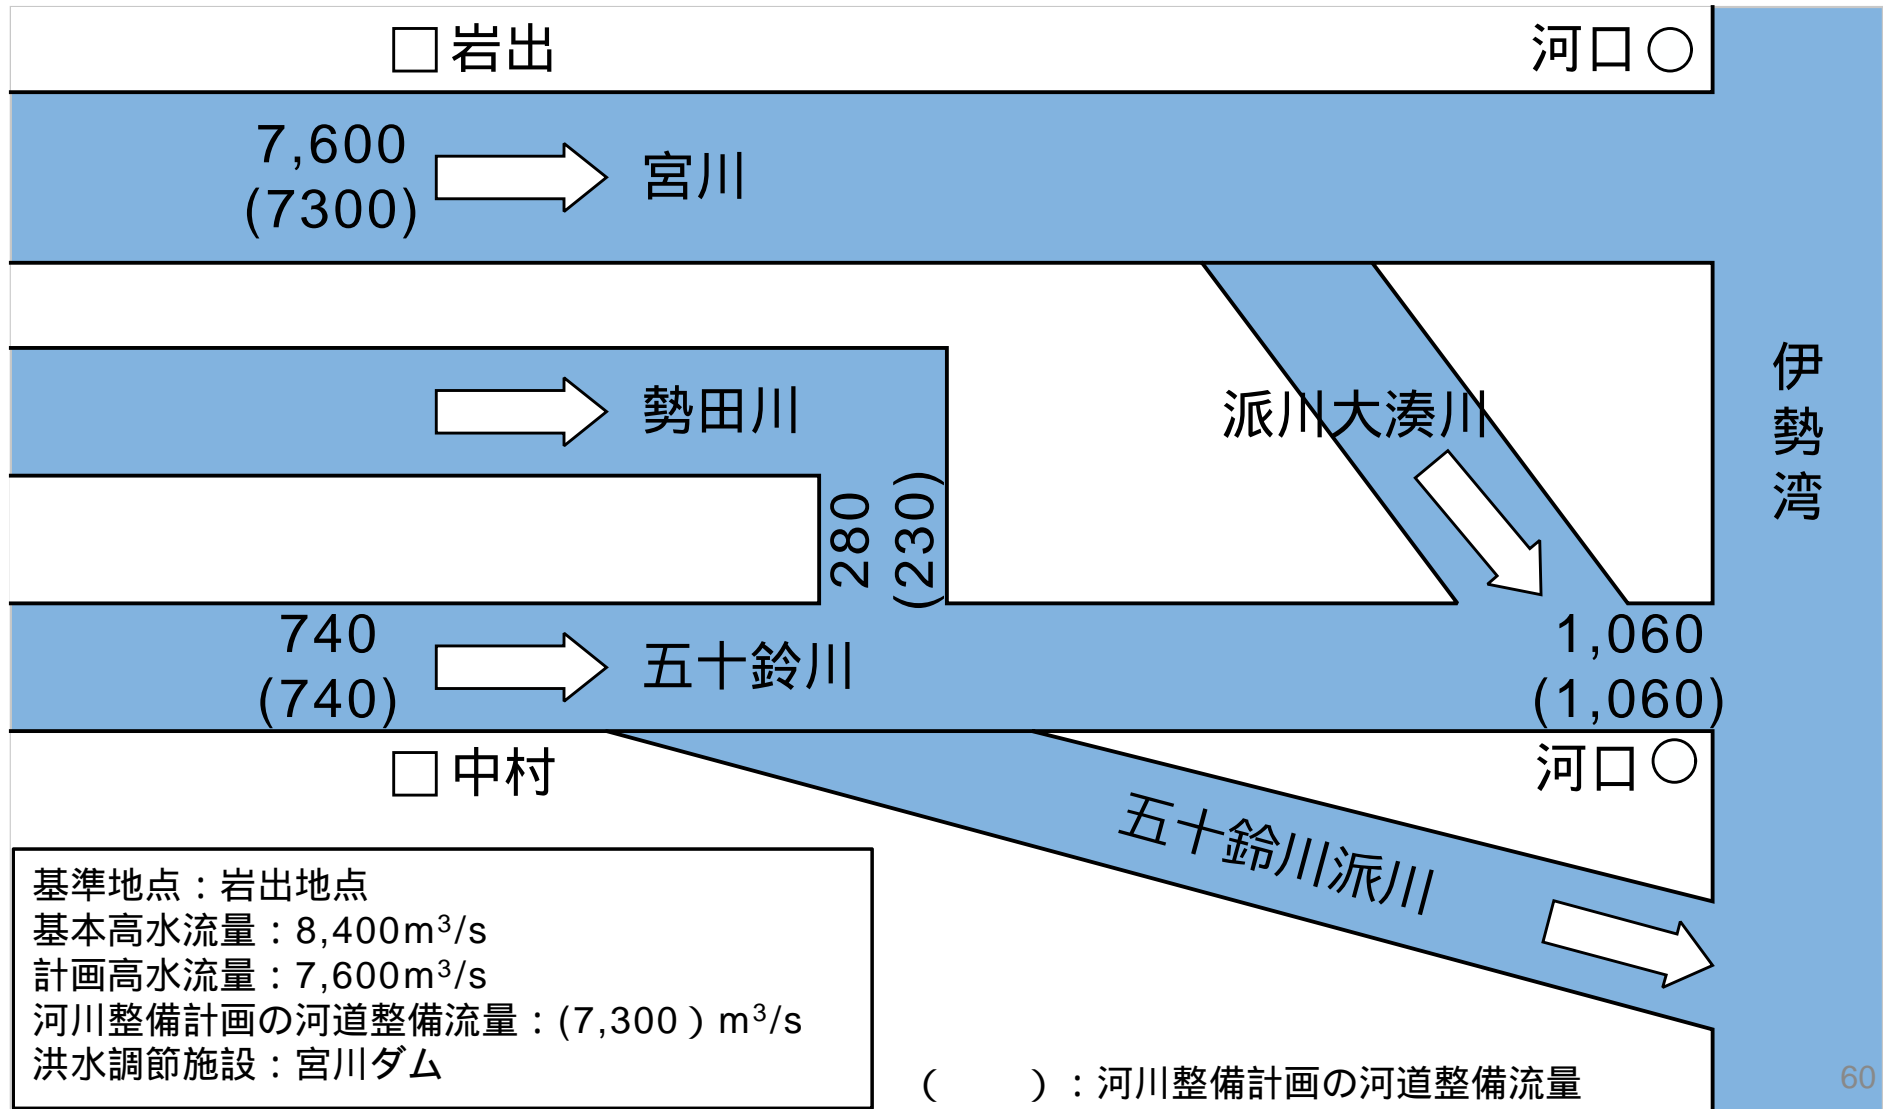 □岩出
河口○
7,600
(7300)
宮川
勢田川
派川大湊川
伊勢湾
280
(230)
740
(740)
五十鈴川
1,060
(1,060)
□中村
河口○
五十鈴川派川
基準地点：岩出地点
基本高水流量：8,400m³/s
計画高水流量：7,600m³/s
河川整備計画の河道整備流量：(7,300）m³/s
洪水調節施設：宮川ダム
（　　）：河川整備計画の河道整備流量
60